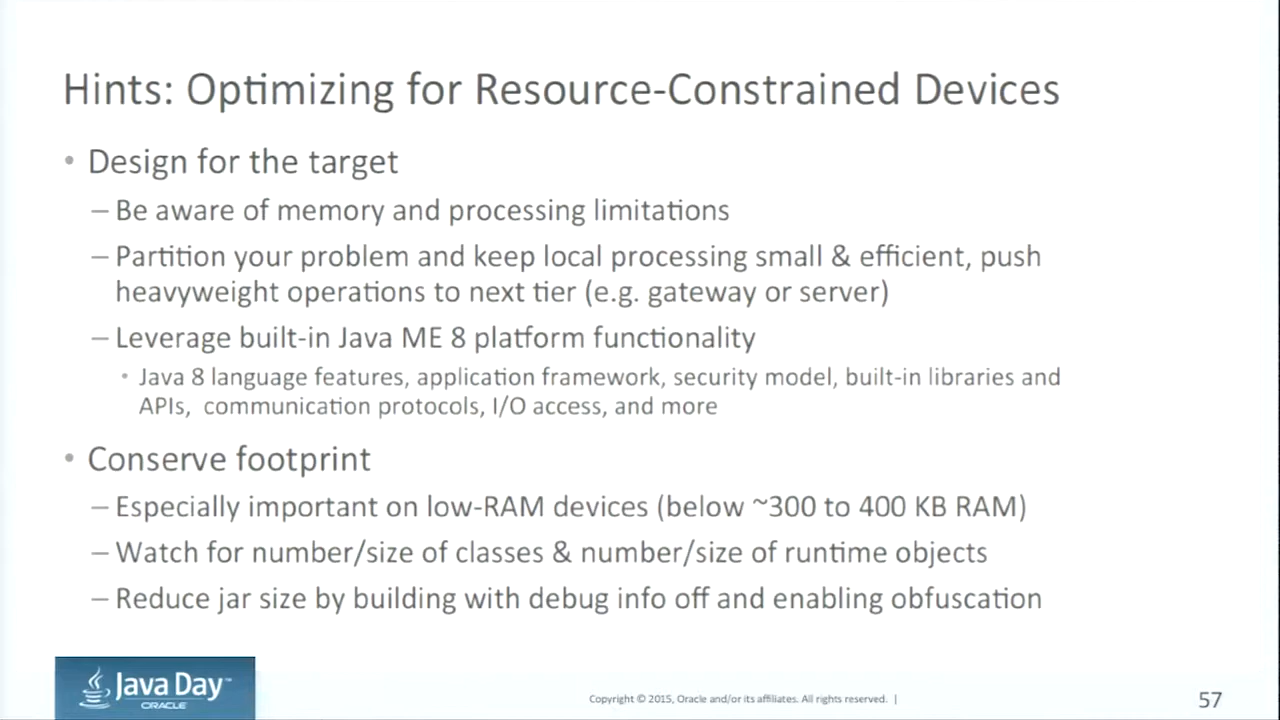 Hints: Optimizing for Resource-Constrained Devices
• Design for the target
– Be aware of memory and processing limitations
– Partition your problem and keep local processing small & efficient, push
heavyweight operations to next tier (e.g. gateway or server)
– Leverage built-in Java ME 8 platform functionality
• Java 8 language features, application framework, security model, built-in libraries and
APIs, communication protocols, I/O access, and more
• Conserve footprint
– Especially important on low-RAM devices (below ~300 to 400 KB RAM)
– Watch for number/size of classes & number/size of runtime objects
– Reduce jar size by building with debug info off and enabling obfuscation
Java Day™
ORACLE
Copyright © 2015, Oracle and/or its affiliates. All rights reserved. |
57